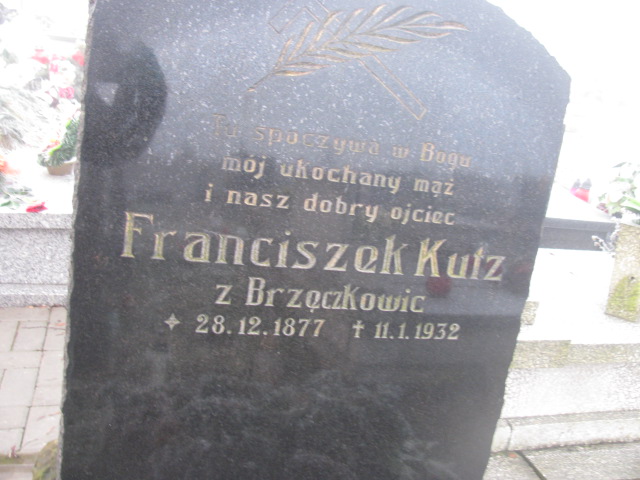 Tu spoczywa w Bogu
mój ukochany mąż
i nasz dobry ojciec
Franciszek Kutz
z Brzęczkowic
28.12.1877 † 11.1.1932